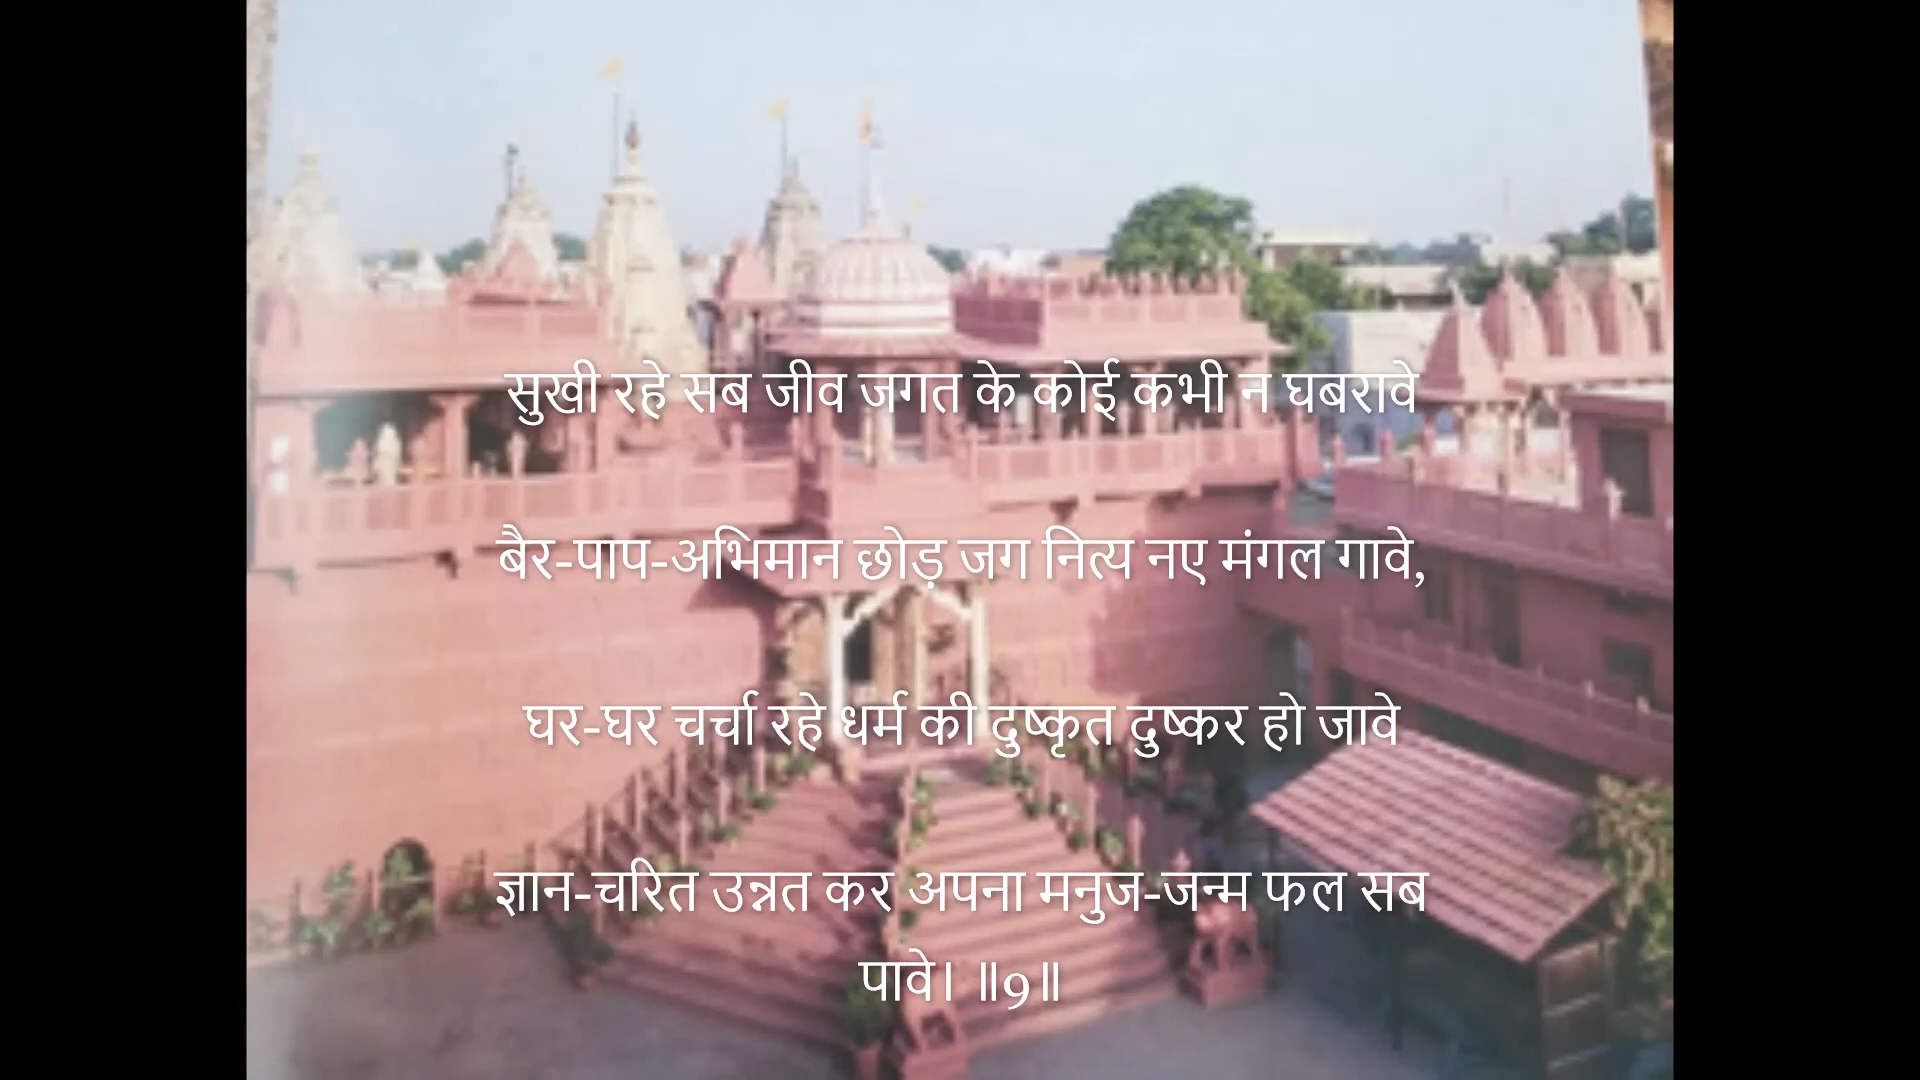 सुखी रहे सब जीव जगत के कोई कभी न घबरावे
बैर-पाप-अभिमान छोड़ जग नित्य नए मंगल गावे,
घर-घर चर्चा रहे धर्म की दुष्कृत दुष्कर हो जावे
ज्ञान-चरित उन्नत कर अपना मनुज-जन्म फल सब
पावे। ॥9॥